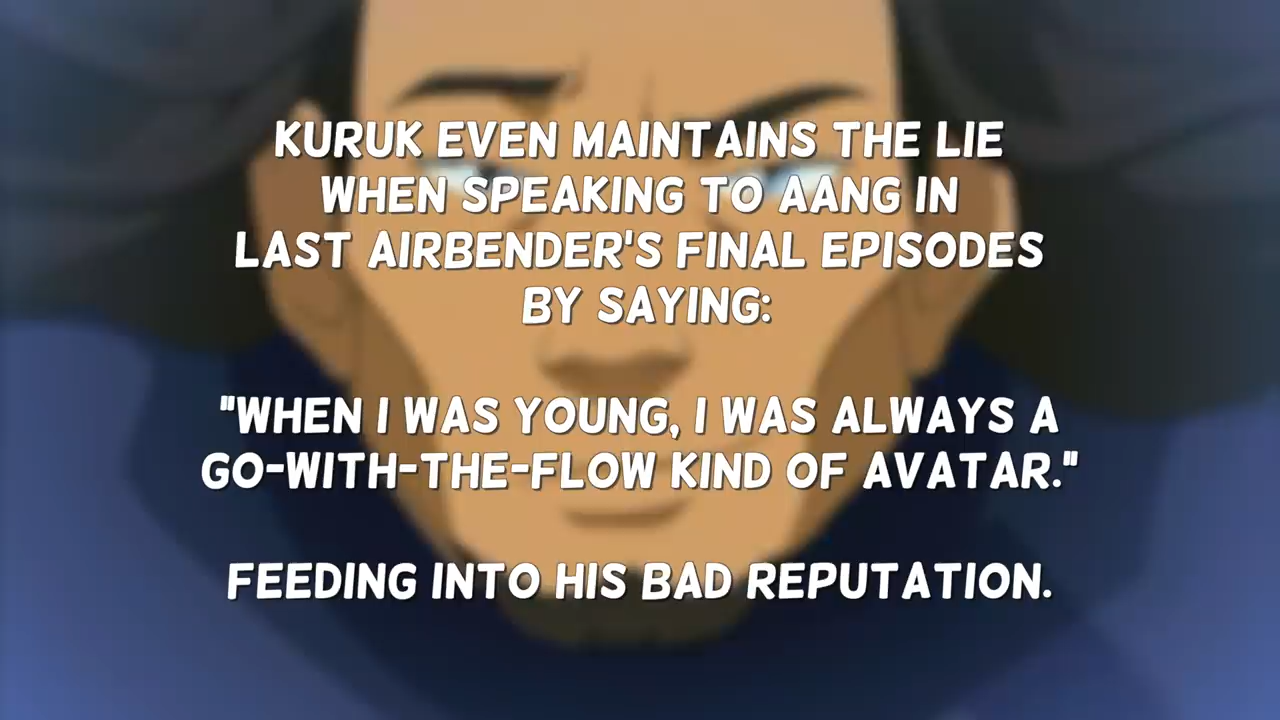 KURUK EVEN MAINTAINS THE LIE
WHEN SPEAKING TO AANG IN
LAST AIRBENDER'S FINAL EPISODES
BY SAYING:
"WHEN I WAS YOUNG, I WAS ALWAYS A
GO-WITH-THE-FLOW KIND OF AVATAR."
FEEDING INTO HIS BAD REPUTATION.